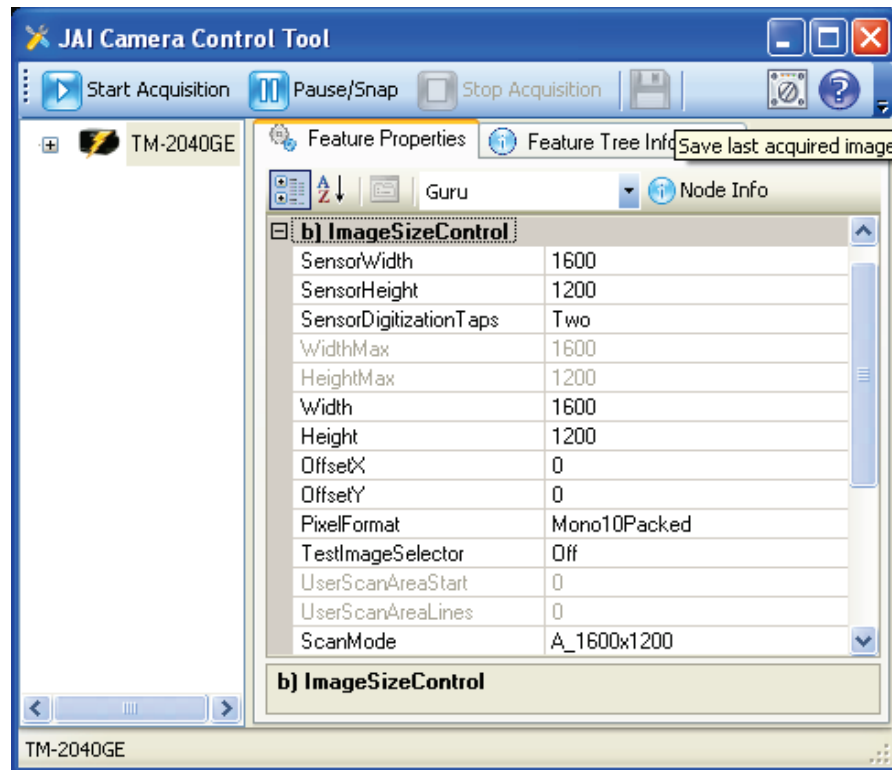 JAI Camera Control Tool
Start Acquisition Pause/Snap Stop Acquisition
TM-2040GE
Feature Properties Feature Tree Info
Save last acquired image
Guru Node Info
b) ImageSizeControl
SensorWidth 1600
SensorHeight 1200
SensorDigitizationTaps Two
WidthMax 1600
HeightMax 1200
Width 1600
Height 1200
OffsetX 0
OffsetY 0
PixelFormat Mono10Packed
TestImageSelector Off
UserScanAreaStart 0
UserScanAreaLines 0
ScanMode A_1600x1200
b) ImageSizeControl
TM-2040GE